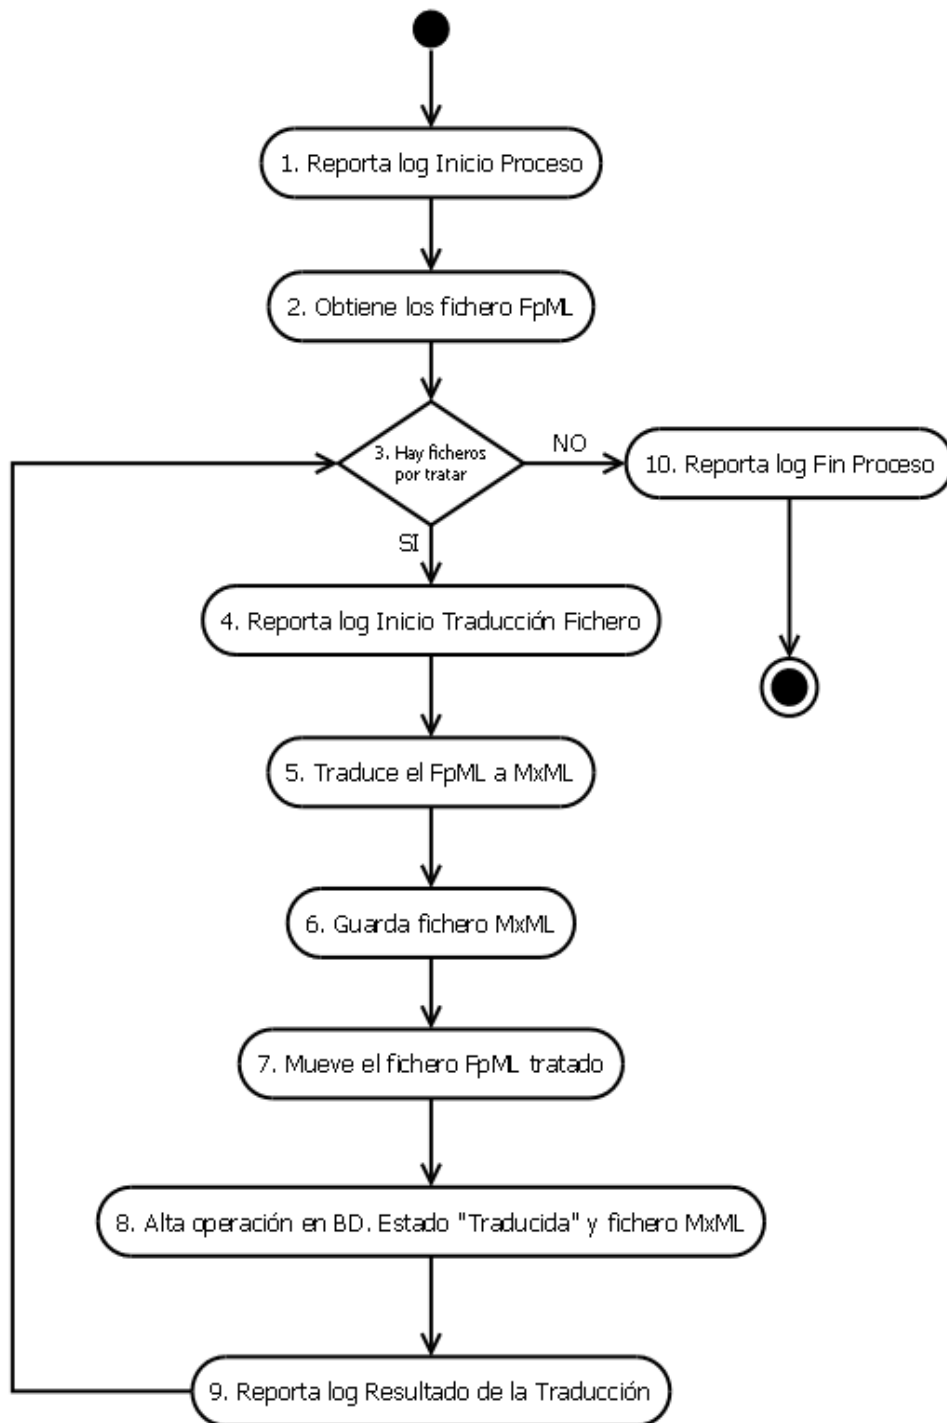 1. Reporta log Inicio Proceso
2. Obtiene los fichero FpML
3. Hay ficheros
por tratar
NO
10. Reporta log Fin Proceso
SI
4. Reporta log Inicio Traducción Fichero
5. Traduce el FpML a MxML
6. Guarda fichero MxML
7. Mueve el fichero FpML tratado
8. Alta operación en BD. Estado "Traducida" y fichero MxML
9. Reporta log Resultado de la Traducción